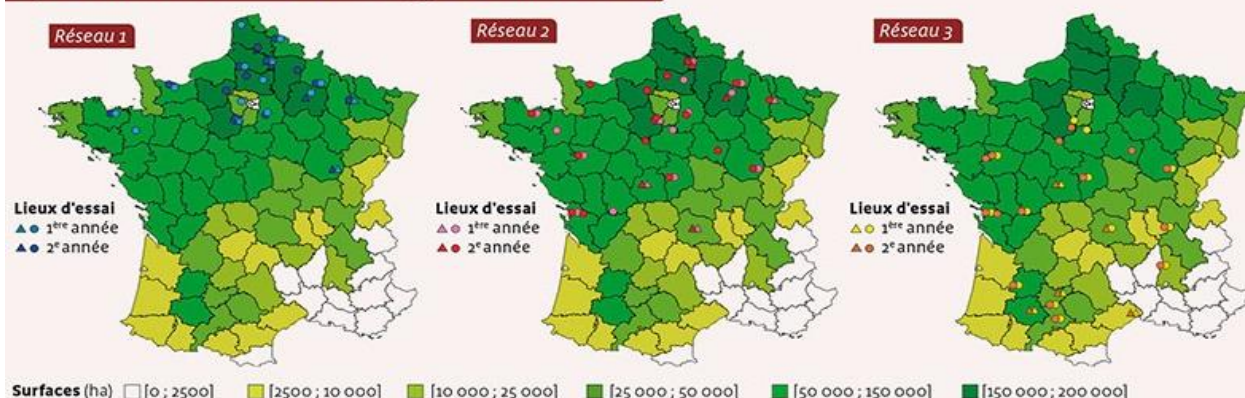 Réseau 1
Réseau 2
Réseau 3
Lieux d'essai
1ère année
2e année
Lieux d'essai
1ère année
2e année
Lieux d'essai
1ère année
2e année
Surfaces (ha) [0 ; 2500] [2500 ; 10 000] [10 000 ; 25 000] [25 000 ; 50 000] [50 000 ; 150 000] [150 000 ; 200 000]